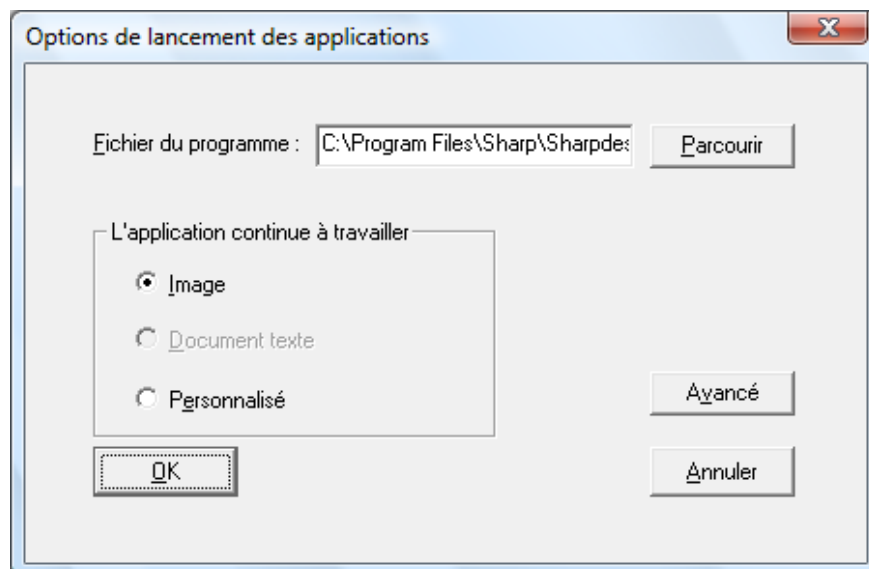 Options de lancement des applications
Fichier du programme : C:\Program Files\Sharp\Sharpdes Parcourir
L'application continue à travailler
Image
Document texte
Personnalisé
Avancé
OK Annuler